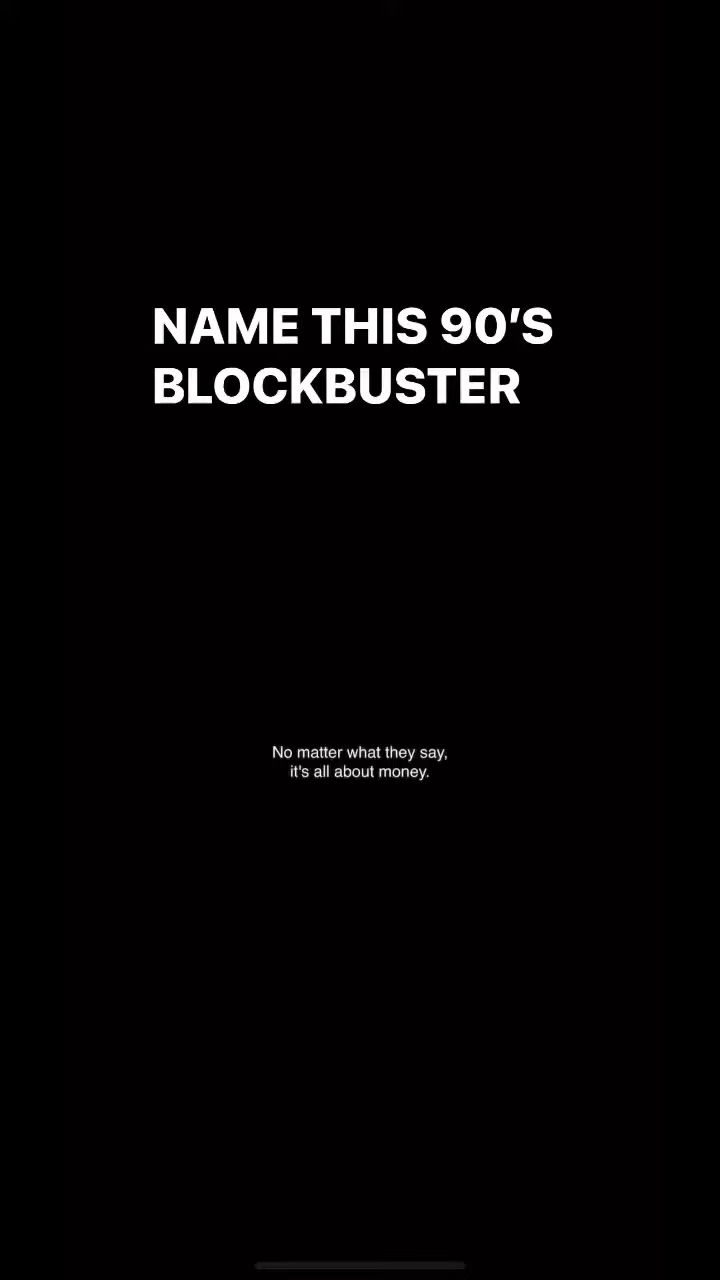 NAME THIS 90’S
BLOCKBUSTER
No matter what they say,
it's all about money.